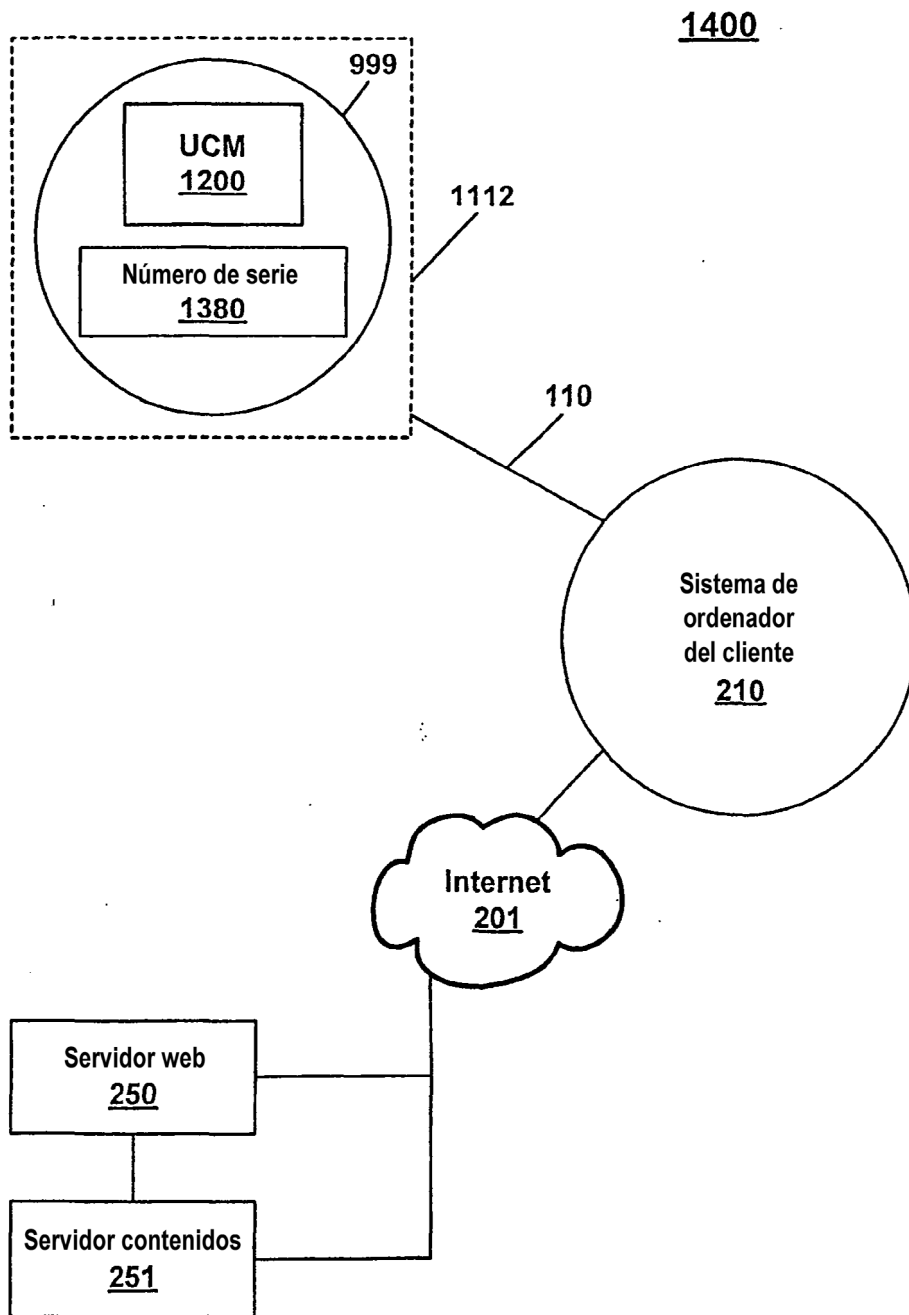 1400
999
UCM
1200
1112
Número de serie
1380
110
Sistema de
ordenador
del cliente
210
Internet
201
Servidor web
250
Servidor contenidos
251